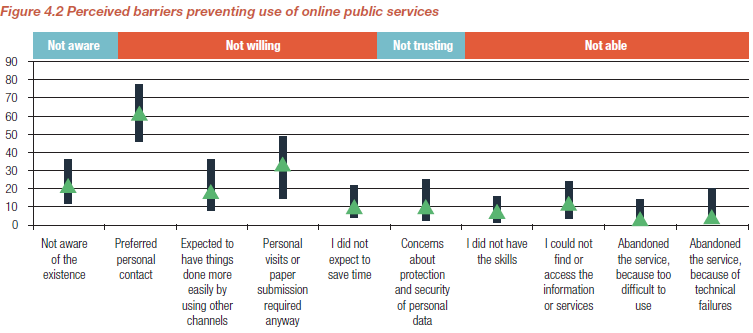 Figure 4.2 Perceived barriers preventing use of online public services
Not aware
Not willing
Not trusting
Not able
90
80
70
60
50
40
30
20
10
0
Not aware
of the
existence
Preferred
personal
contact
Expected to
have things
done more
easily by
using other
channels
Personal
visits or
paper
submission
required
anyway
I did not
expect to
save time
Concerns
about
protection
and security
of personal
data
I did not have
the skills
I could not
find or
access the
information
or services
Abandoned
the service,
because too
difficult to
use
Abandoned
the service,
because of
technical
failures